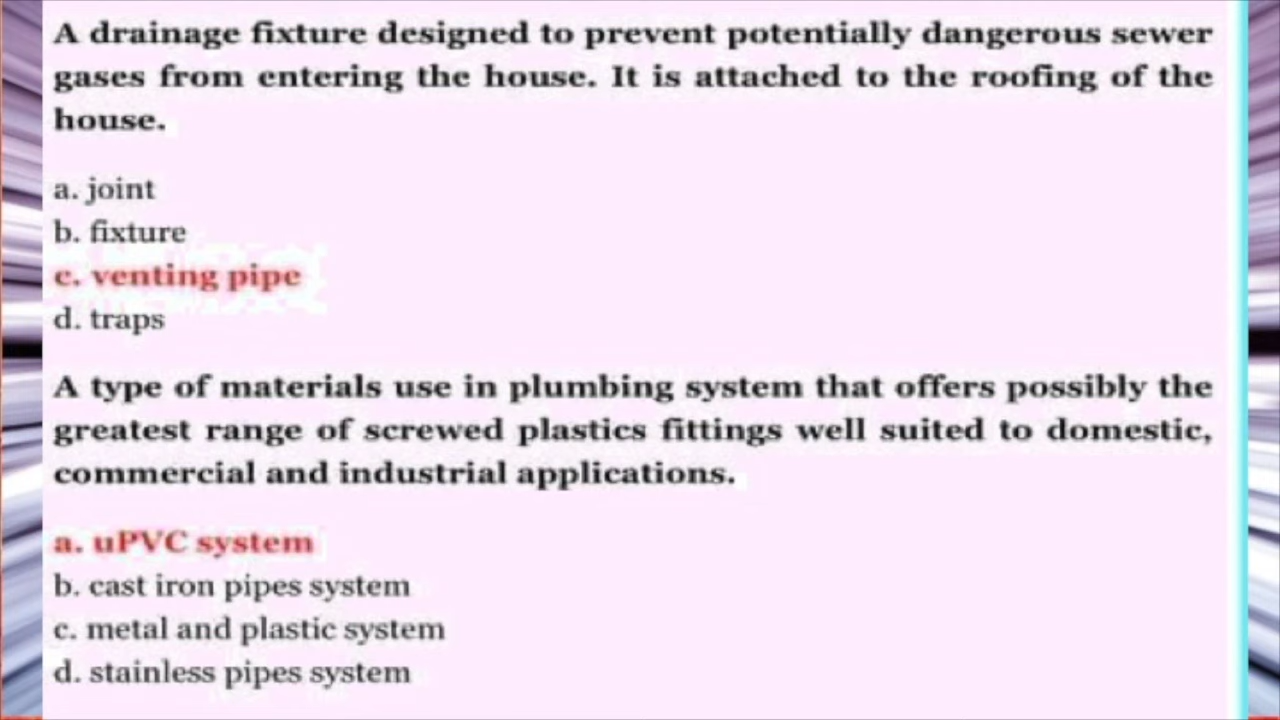 A drainage fixture designed to prevent potentially dangerous sewer
gases from entering the house. It is attached to the roofing of the
house.
a. joint
b. fixture
c. venting pipe
d. traps
A type of materials use in plumbing system that offers possibly the
greatest range of screwed plastics fittings well suited to domestic,
commercial and industrial applications.
a. uPVC system
b. cast iron pipes system
c. metal and plastic system
d. stainless pipes system